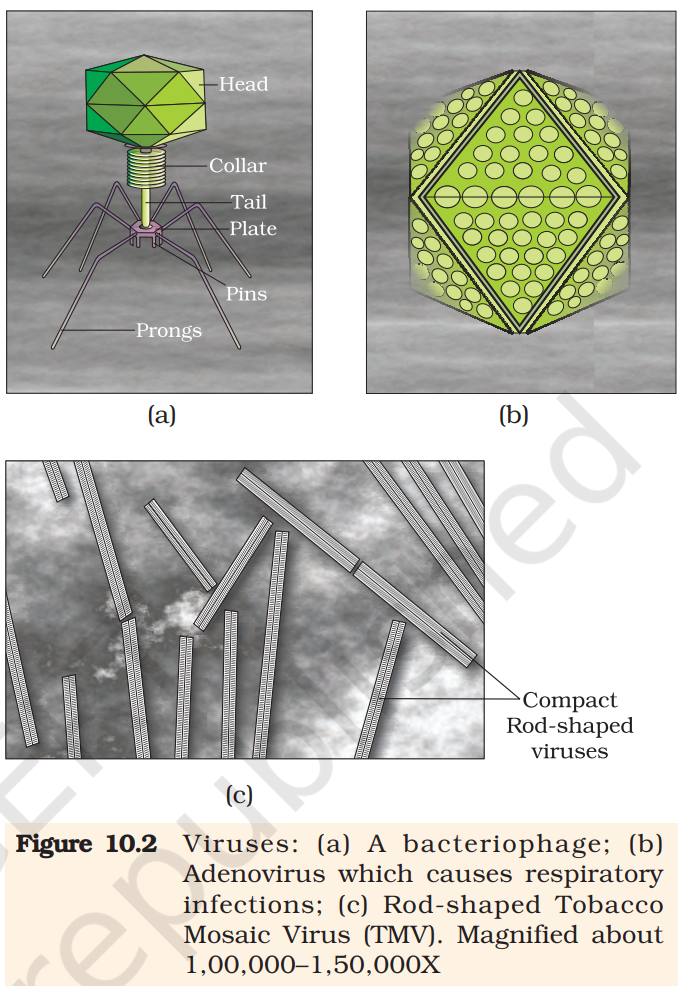 Head
Collar
Tail
Plate
Pins
Prongs
(a)
(b)
Compact
Rod-shaped
viruses
(c)
Figure 10.2 Viruses: (a) A bacteriophage; (b)
Adenovirus which causes respiratory
infections; (c) Rod-shaped Tobacco
Mosaic Virus (TMV). Magnified about
1,00,000–1,50,000X
republished